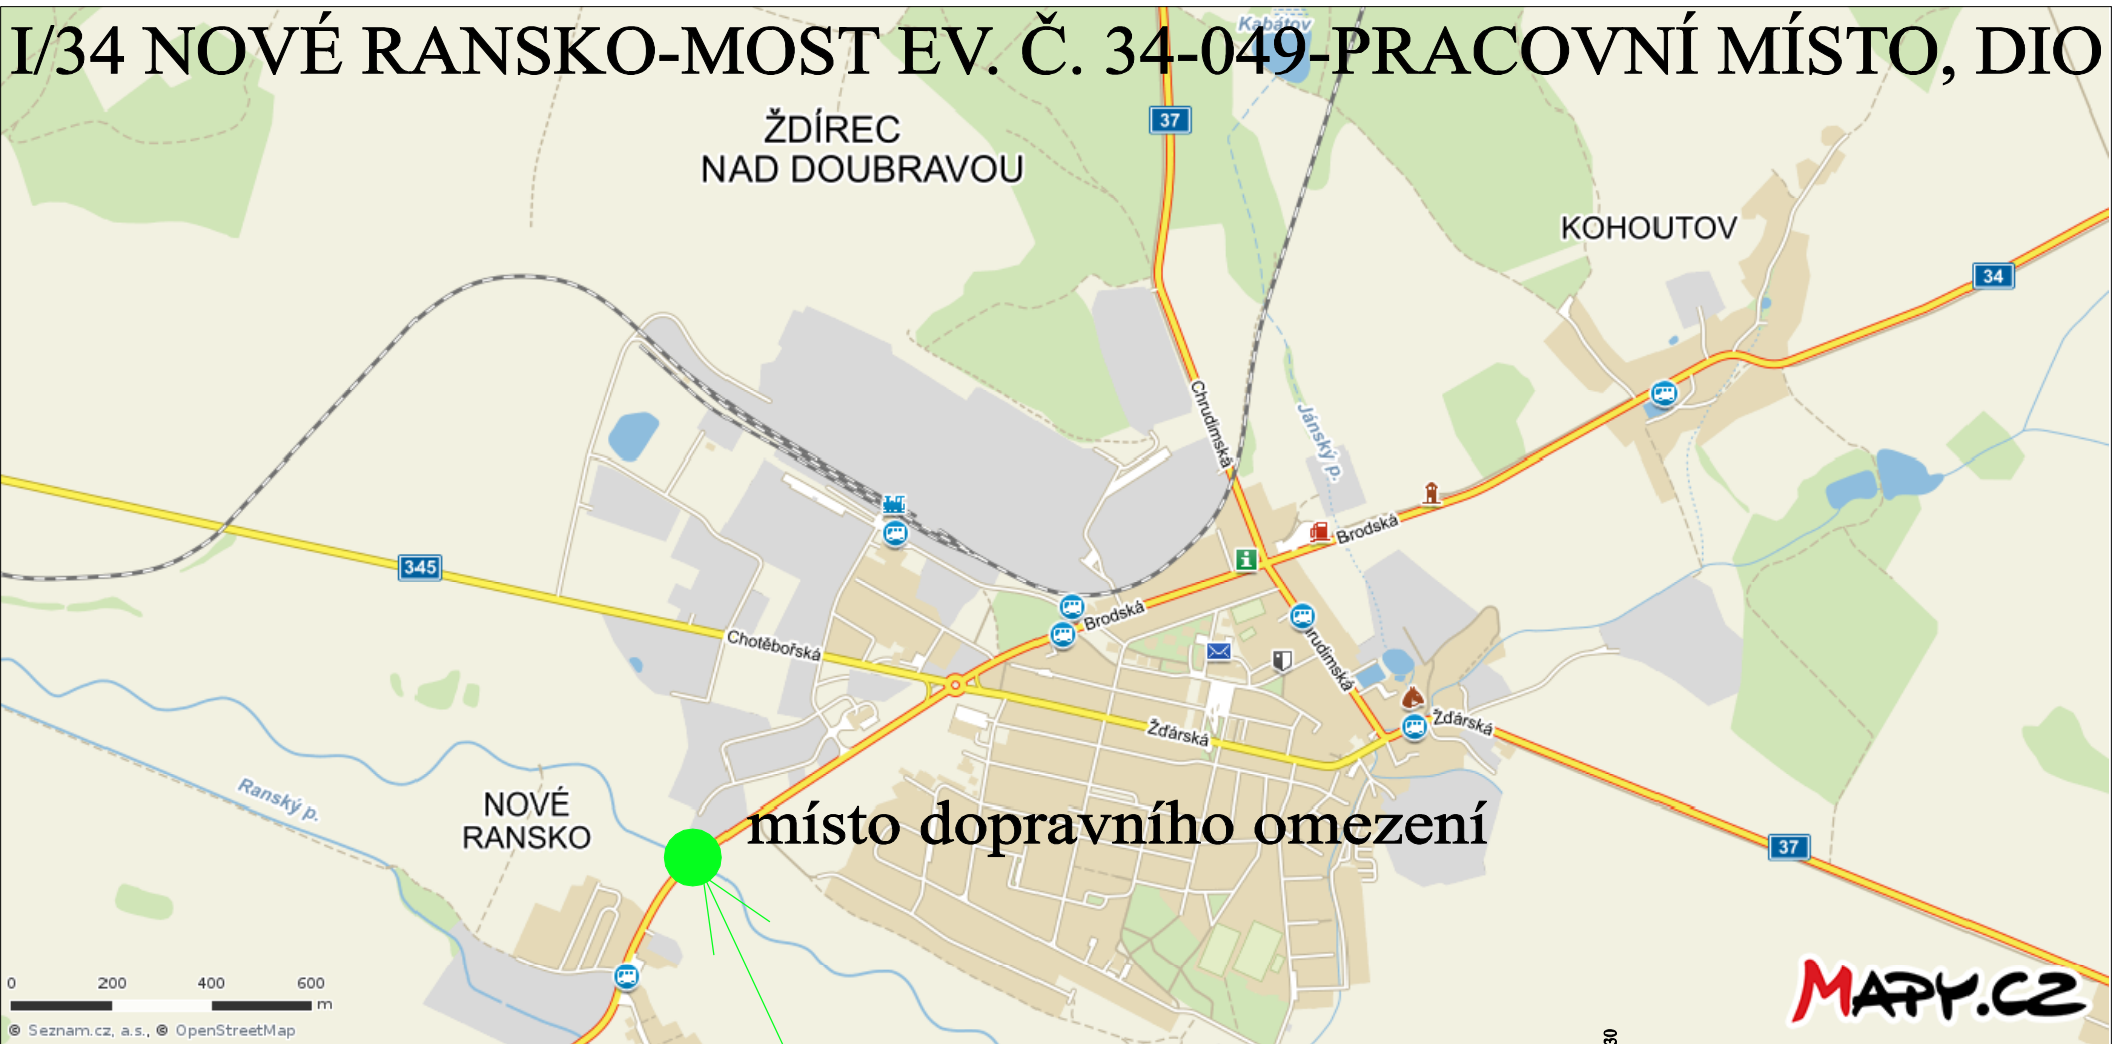 I/34 NOVÉ RANSKO-MOST EV. Č. 34-049-PRACOVNÍ MÍSTO, DIO
Kabátov
37
ŽDÍREC
NAD DOUBRAVOU
KOHOUTOV
34
Chrudimská
Jánský p.
Brodská
345
Brodská
Chotěbořská
Chrudimská
Žďárská
Žďárská
Ranský p.
NOVÉ
RANSKO
místo dopravního omezení
37
0 200 400 600
m
© Seznam.cz, a.s., © OpenStreetMap
MAPY.CZ
30